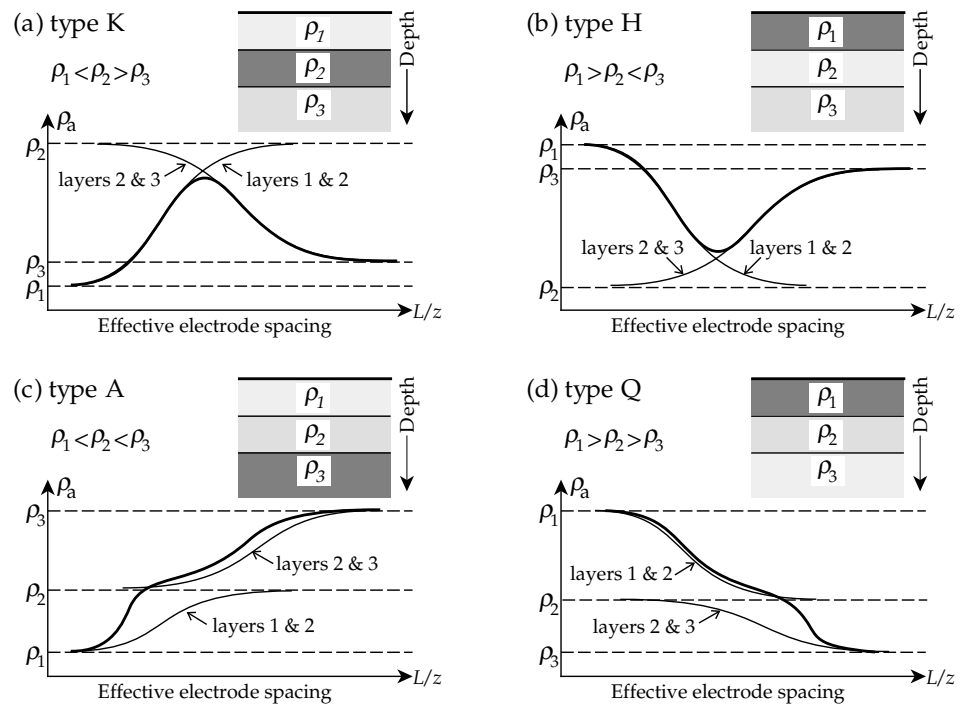 (a) type K
ρ1<ρ2>ρ3
ρ1
ρ2
ρ3
Depth
ρa
ρ2
ρ3
ρ1
layers 2 & 3
layers 1 & 2
L/z
Effective electrode spacing
(b) type H
ρ1>ρ2<ρ3
ρ1
ρ2
ρ3
Depth
ρa
ρ1
ρ3
ρ2
layers 2 & 3
layers 1 & 2
L/z
Effective electrode spacing
(c) type A
ρ1<ρ2<ρ3
ρ1
ρ2
ρ3
Depth
ρa
ρ3
ρ2
ρ1
layers 2 & 3
layers 1 & 2
L/z
Effective electrode spacing
(d) type Q
ρ1>ρ2>ρ3
ρ1
ρ2
ρ3
Depth
ρa
ρ1
ρ2
ρ3
layers 1 & 2
layers 2 & 3
L/z
Effective electrode spacing